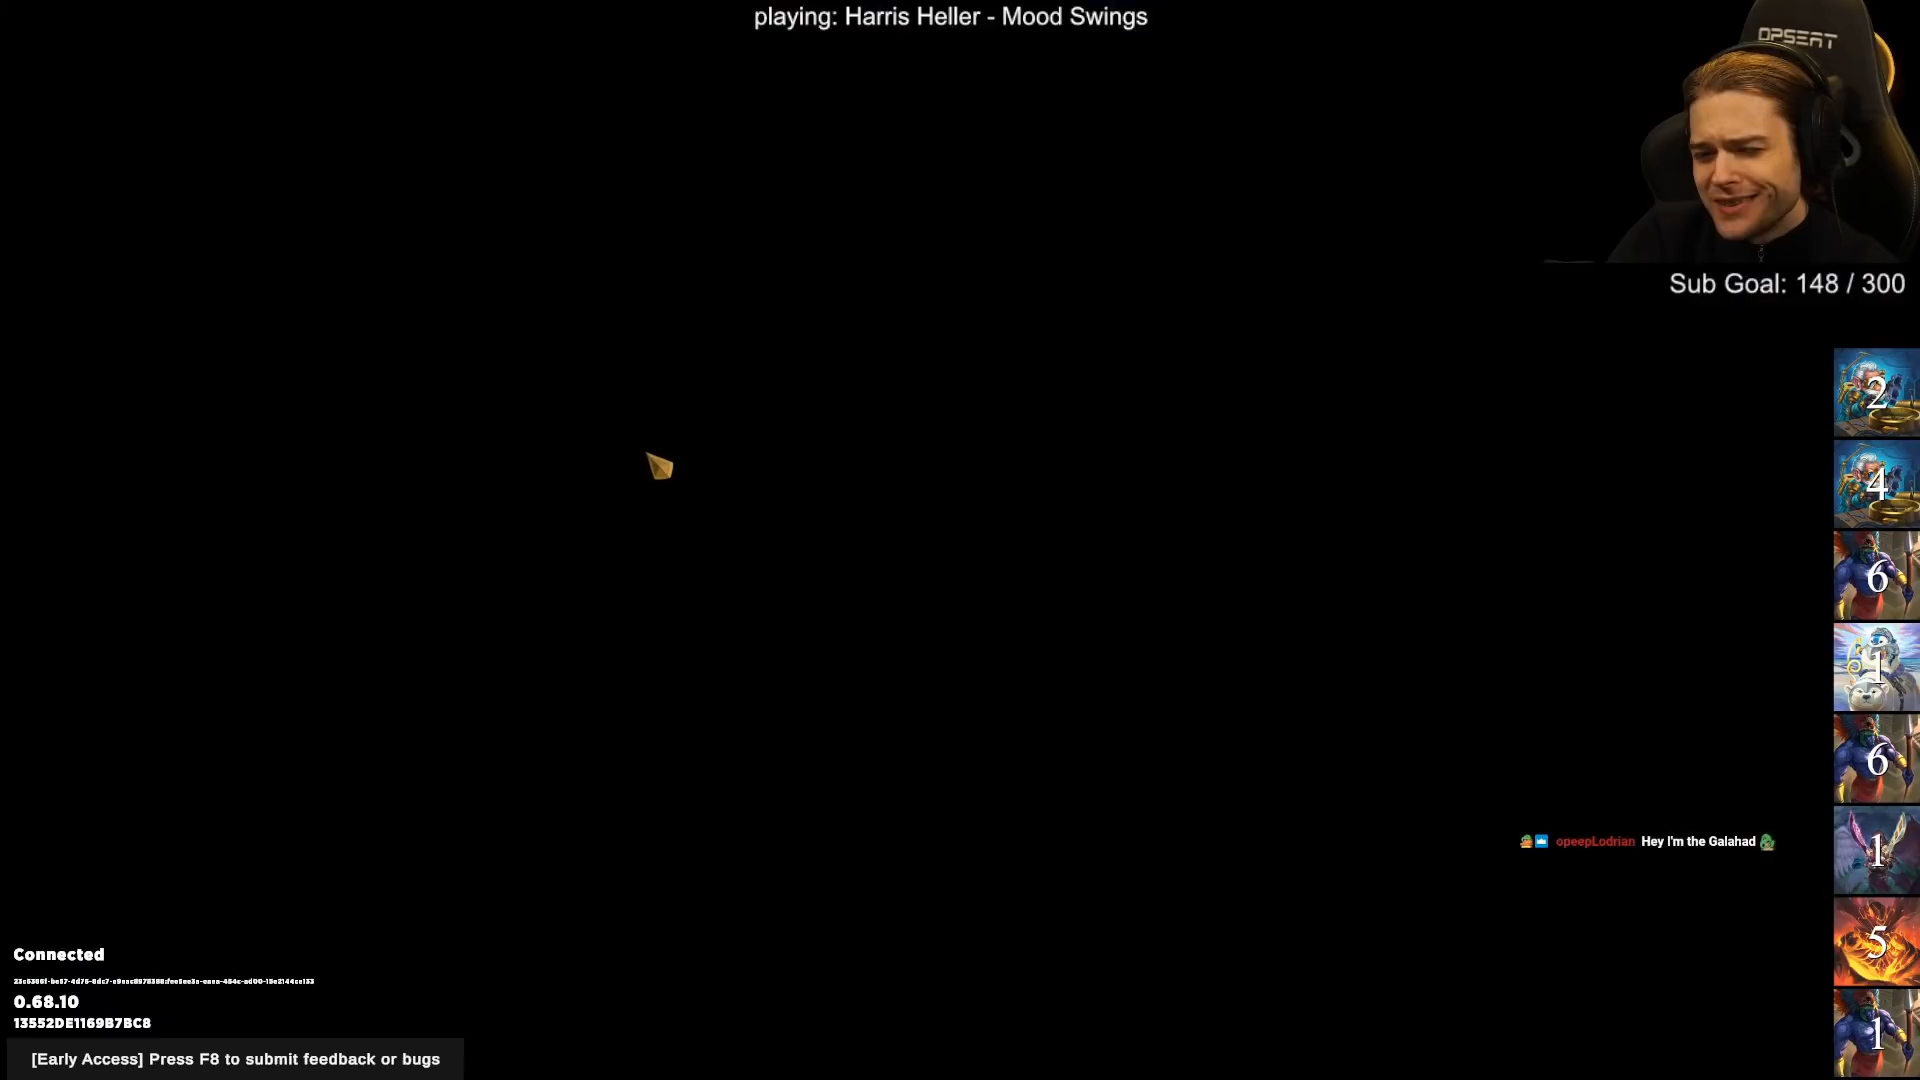 playing: Harris Heller - Mood Swings
OPSEAT
Sub Goal: 148 / 300
2
4
6
1
6
opeepLodrian Hey I'm the Galahad
1
5
Connected
0.68.10
13552DE1169B7BC8
1
[Early Access] Press F8 to submit feedback or bugs